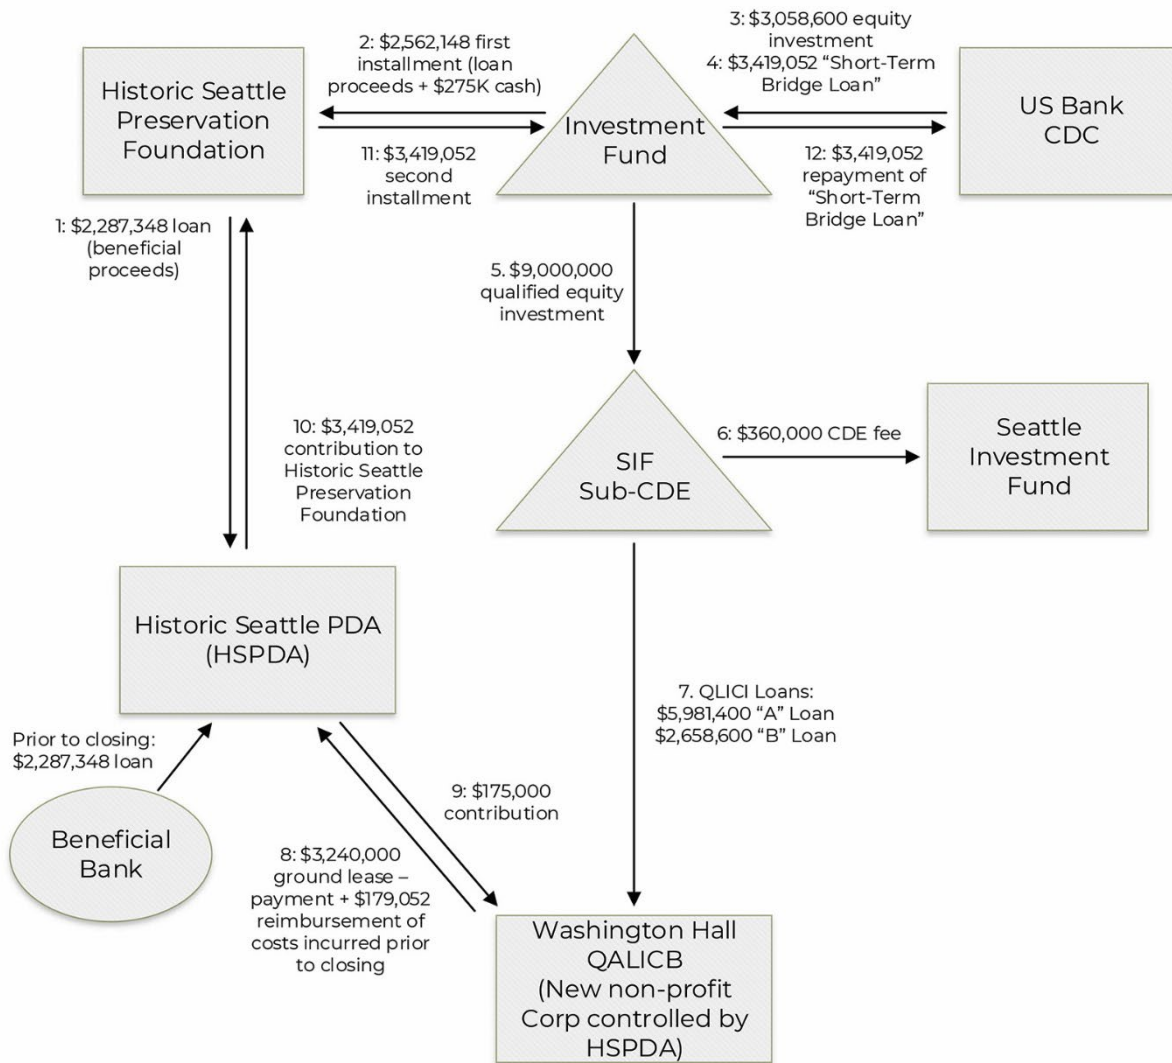 Historic Seattle
Preservation
Foundation
2: $2,562,148 first
installment (loan
proceeds + $275K cash)
11: $3,419,052
second
installment
Investment
Fund
3: $3,058,600 equity
investment
4: $3,419,052 “Short-Term
Bridge Loan”
12: $3,419,052
repayment of
“Short-Term
Bridge Loan”
US Bank
CDC
1: $2,287,348 loan
(beneficial
proceeds)
5. $9,000,000
qualified equity
investment
10: $3,419,052
contribution to
Historic Seattle
Preservation
Foundation
SIF
Sub-CDE
6: $360,000 CDE fee
Seattle
Investment
Fund
Historic Seattle PDA
(HSPDA)
7. QLICI Loans:
$5,981,400 “A” Loan
$2,658,600 “B” Loan
Prior to closing:
$2,287,348 loan
Beneficial
Bank
9: $175,000
contribution
8: $3,240,000
ground lease –
payment + $179,052
reimbursement of
costs incurred prior
to closing
Washington Hall
QALICB
(New non-profit
Corp controlled by
HSPDA)